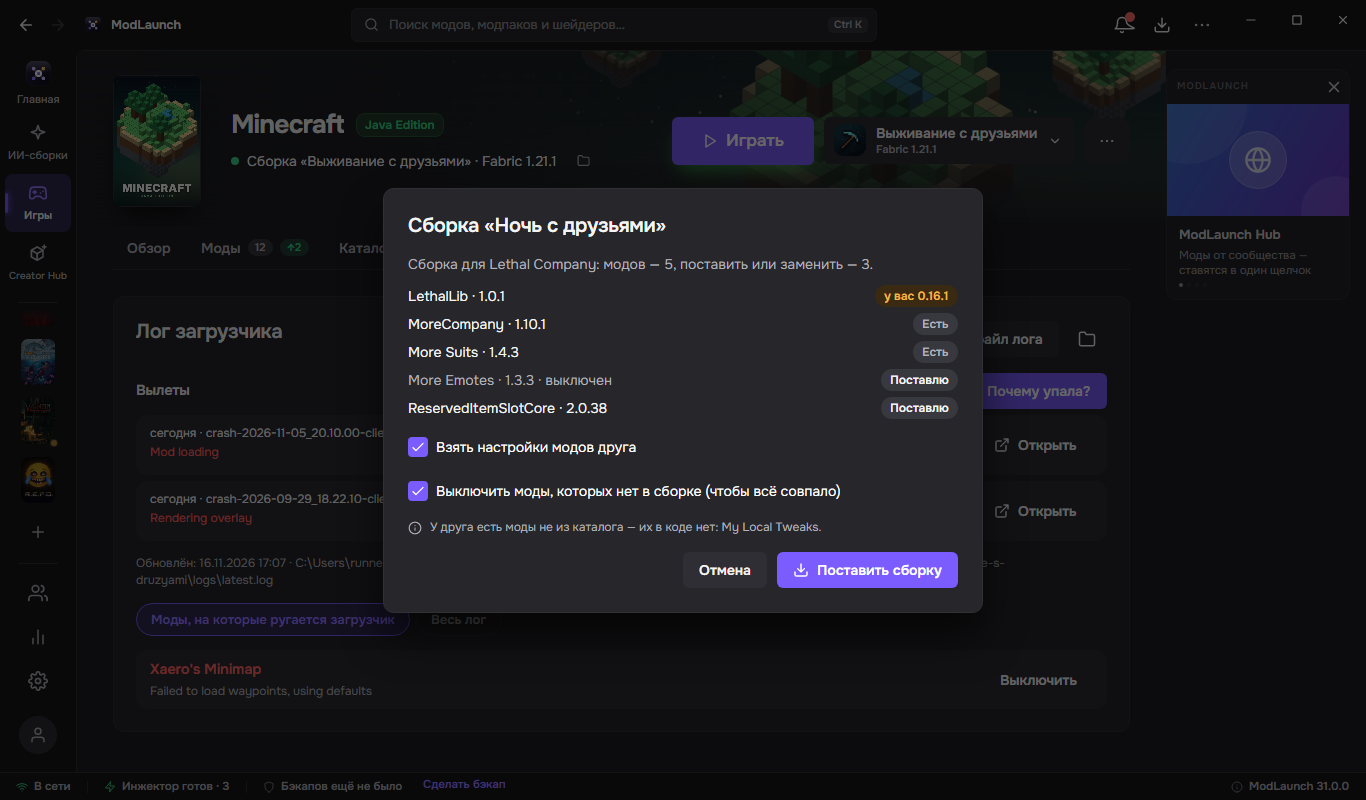 ModLaunch
Поиск модов, модпаков и шейдеров...
Ctrl K
Главная
ИИ-сборки
Игры
Creator Hub
MINECRAFT
Minecraft
Java Edition
Сборка «Выживание с друзьями» · Fabric 1.21.1
Играть
Выживание с друзьями
Fabric 1.21.1
Обзор
Моды 12 2
Катало
MODLAUNCH
ModLaunch Hub
Моды от сообщества —
ставятся в один щелчок
Лог загрузчика
айл лога
Вылеты
Почему упала?
сегодня · crash-2026-11-05_20.10.00-clie
Mod loading
Открыть
сегодня · crash-2026-09-29_18.22.10-clie
Rendering overlay
Открыть
Обновлён: 16.11.2026 17:07 · C:\Users\runne
e-s-
druzyami\logs\latest.log
Моды, на которые ругается загрузчик
Весь лог
Xaero's Minimap
Failed to load waypoints, using defaults
Выключить
Сборка «Ночь с друзьями»
Сборка для Lethal Company: модов — 5, поставить или заменить — 3.
LethalLib · 1.0.1
у вас 0.16.1
MoreCompany · 1.10.1
Есть
More Suits · 1.4.3
Есть
More Emotes · 1.3.3 · выключен
Поставлю
ReservedItemSlotCore · 2.0.38
Поставлю
Взять настройки модов друга
Выключить моды, которых нет в сборке (чтобы всё совпало)
У друга есть моды не из каталога — их в коде нет: My Local Tweaks.
Отмена
Поставить сборку
В сети
Инжектор готов · 3
Бэкапов ещё не было
Сделать бэкап
ModLaunch 31.0.0